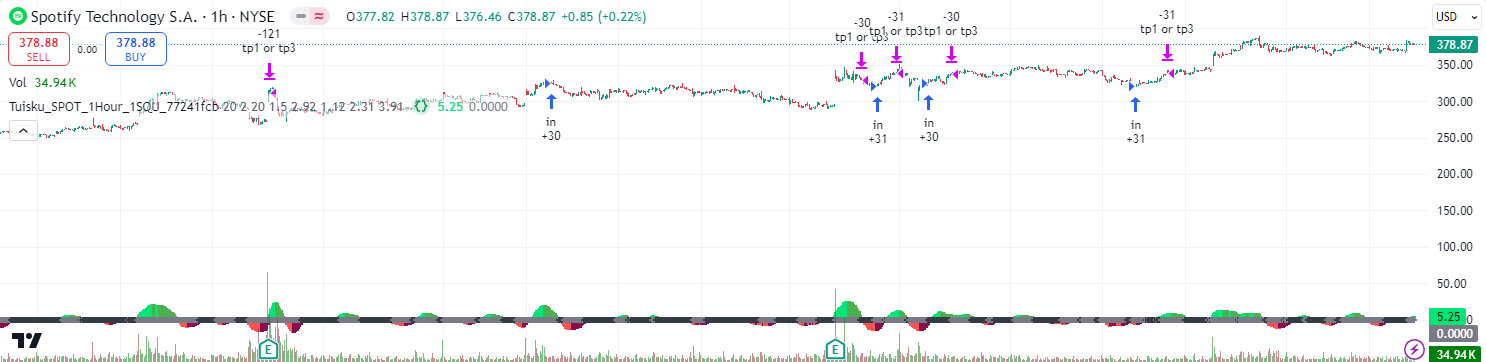 Spotify Technology S.A. · 1h · NYSE O377.82 H378.87 L376.46 C378.87 +0.85 (+0.22%)
USD
378.88
SELL
0.00
378.88
BUY
Vol 34.94K
Tuisku_SPOT_1Hour_1SQU_77241fcb 20 2 20 1.5 2.92 1.12 2.31 3.91 {} 5.25 0.0000
-121
tp1 or tp3
in
+30
-30
tp1 or tp3
in
+31
-31
tp1 or tp3
in
+30
-30
tp1 or tp3
in
+31
-31
tp1 or tp3
378.87
350.00
300.00
250.00
200.00
150.00
100.00
50.00
5.25
0.0000
34.94K
E
E